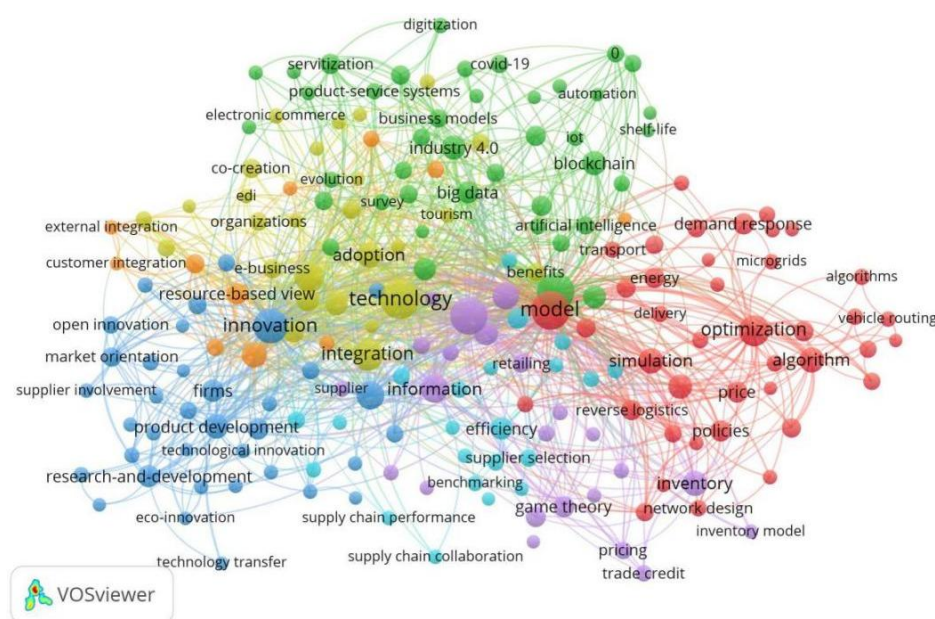 digitization
0
servitization
covid-19
product-service systems
automation
electronic commerce
business models
iot
shelf-life
industry 4.0
co-creation
blockchain
evolution
big data
edi
survey
tourism
organizations
external integration
artificial intelligence
demand response
transport
adoption
customer integration
e-business
benefits
microgrids
energy
algorithms
resource-based view
technology
model
delivery
vehicle routing
open innovation
innovation
optimization
market orientation
integration
retailing
simulation
algorithm
supplier involvement
firms
supplier
information
price
reverse logistics
product development
efficiency
policies
technological innovation
supplier selection
research-and-development
benchmarking
inventory
game theory
network design
eco-innovation
supply chain performance
inventory model
pricing
technology transfer
supply chain collaboration
trade credit
VOSviewer